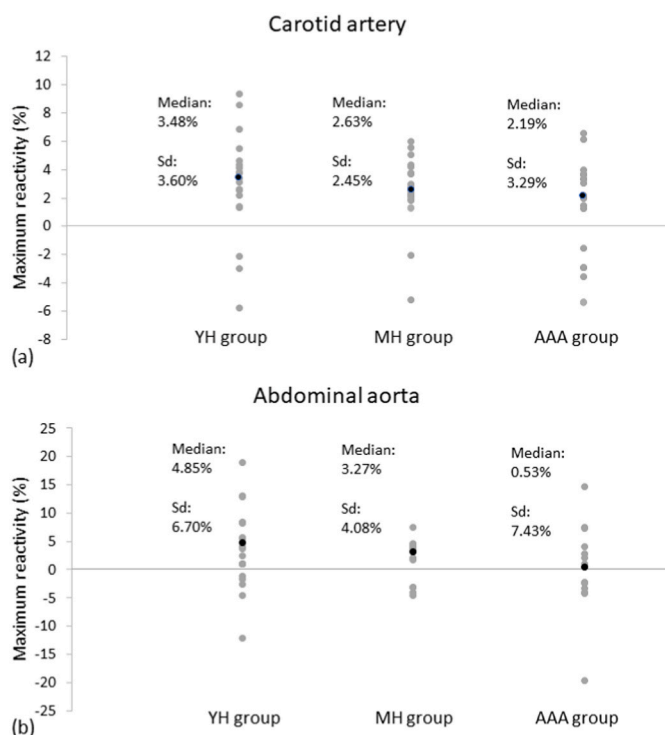 Carotid artery
Maximum reactivity (%)
12
10
8
6
4
2
0
-2
-4
-6
-8
Median:
3.48%
Sd:
3.60%
Median:
2.63%
Sd:
2.45%
Median:
2.19%
Sd:
3.29%
YH group
MH group
AAA group
(a)
Abdominal aorta
Maximum reactivity (%)
25
20
15
10
5
0
-5
-10
-15
-20
-25
Median:
4.85%
Sd:
6.70%
Median:
3.27%
Sd:
4.08%
Median:
0.53%
Sd:
7.43%
YH group
MH group
AAA group
(b)